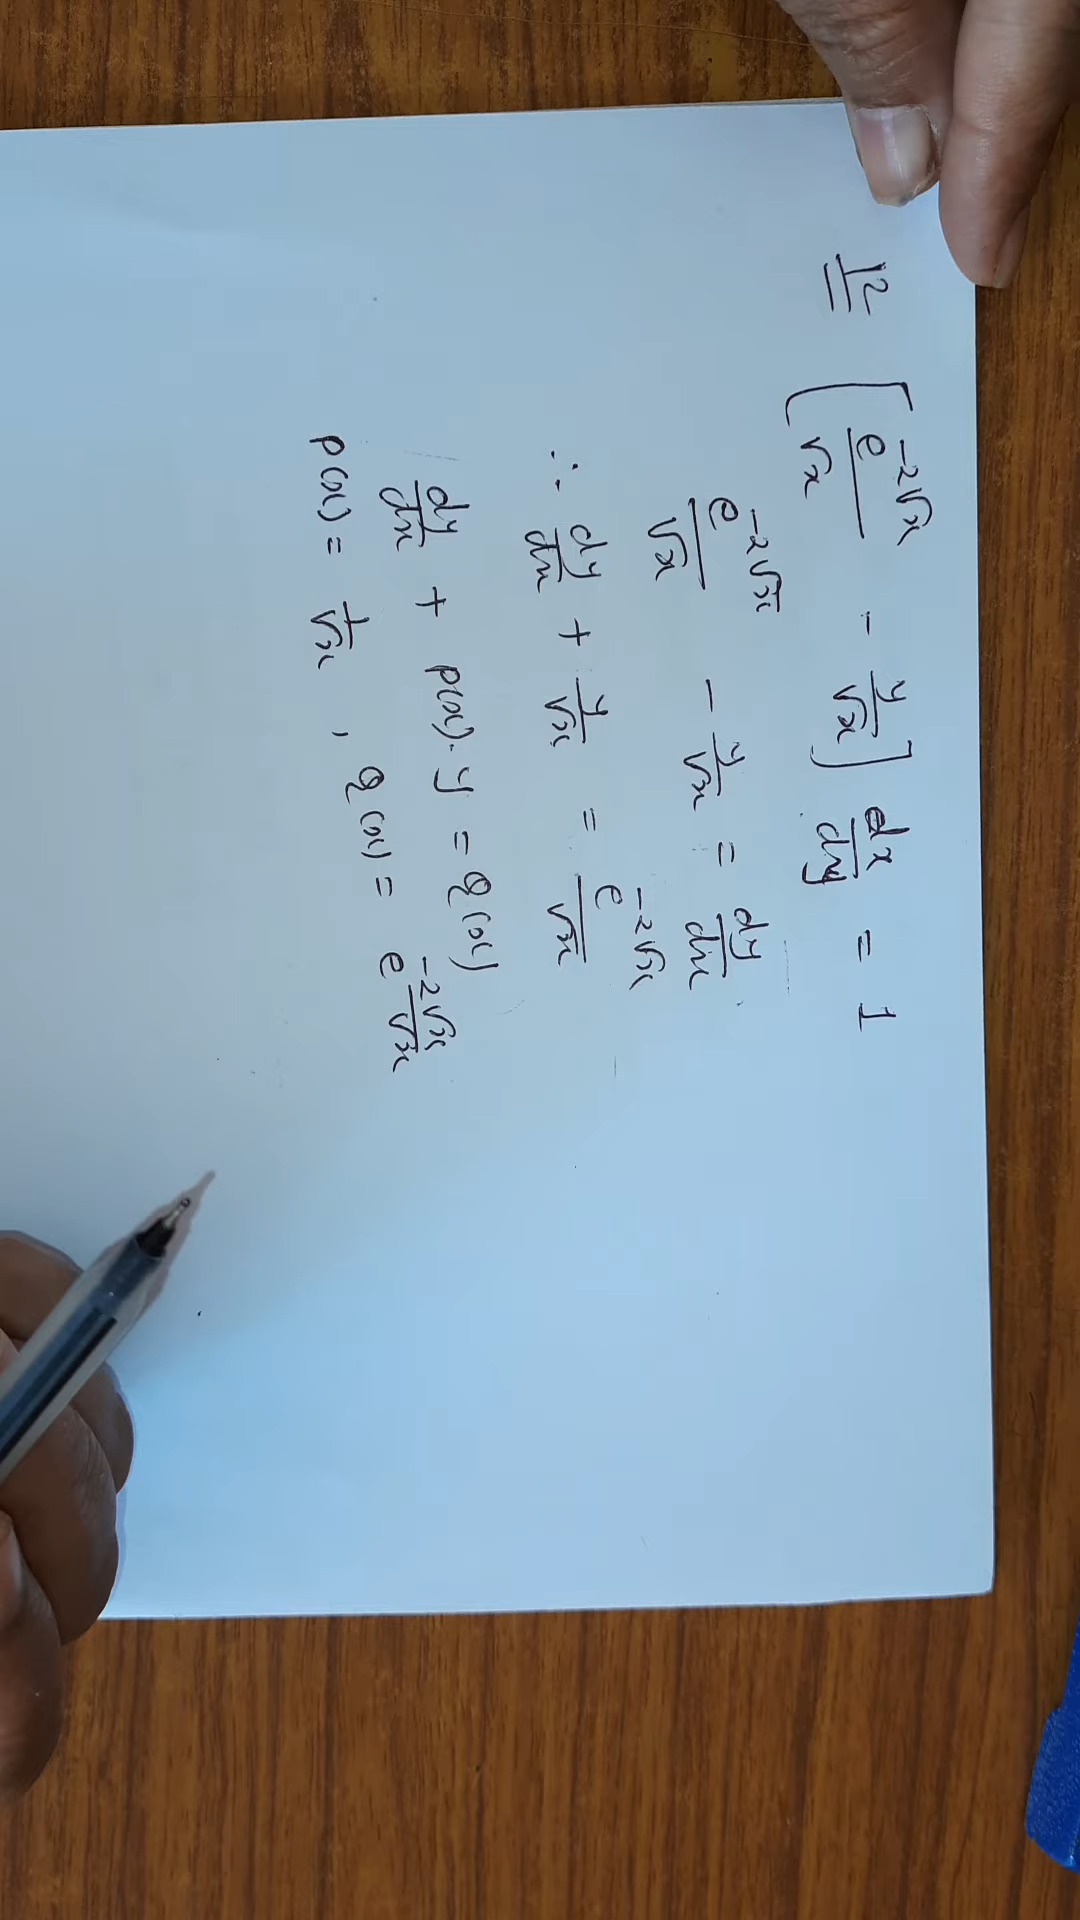 12 [e^{-2√x}/√x - y/√x] dx/dy = 1
e^{-2√x}/√x - y/√x = dy/dx
∴ dy/dx + y/√x = e^{-2√x}/√x
dy/dx + p(x). y = Q(x)
p(x) = 1/√x , Q(x) = e^{-2√x}/√x